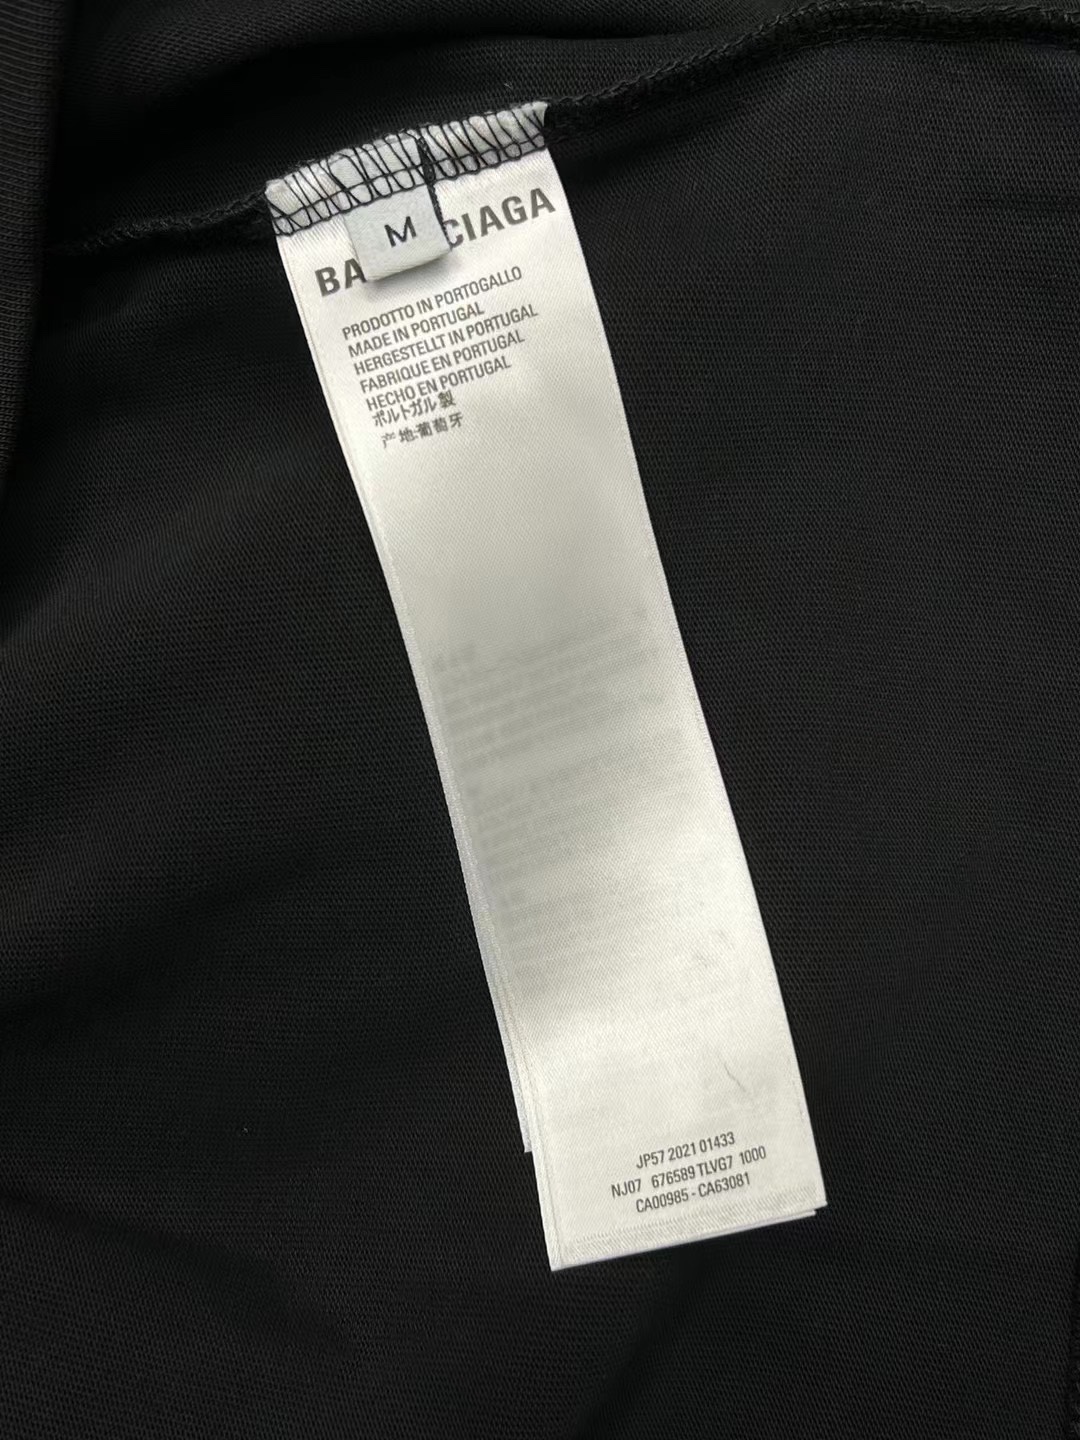 M
BA CIAGA
PRODOTTO IN PORTOGALLO
MADE IN PORTUGAL
HERGESTELLT IN PORTUGAL
FABRIQUE EN PORTUGAL
HECHO EN PORTUGAL
ポルトガル製
产地:葡萄牙
JP57 2021 01433
NJ07 676589 TLVG7 1000
CA00985 - CA63081